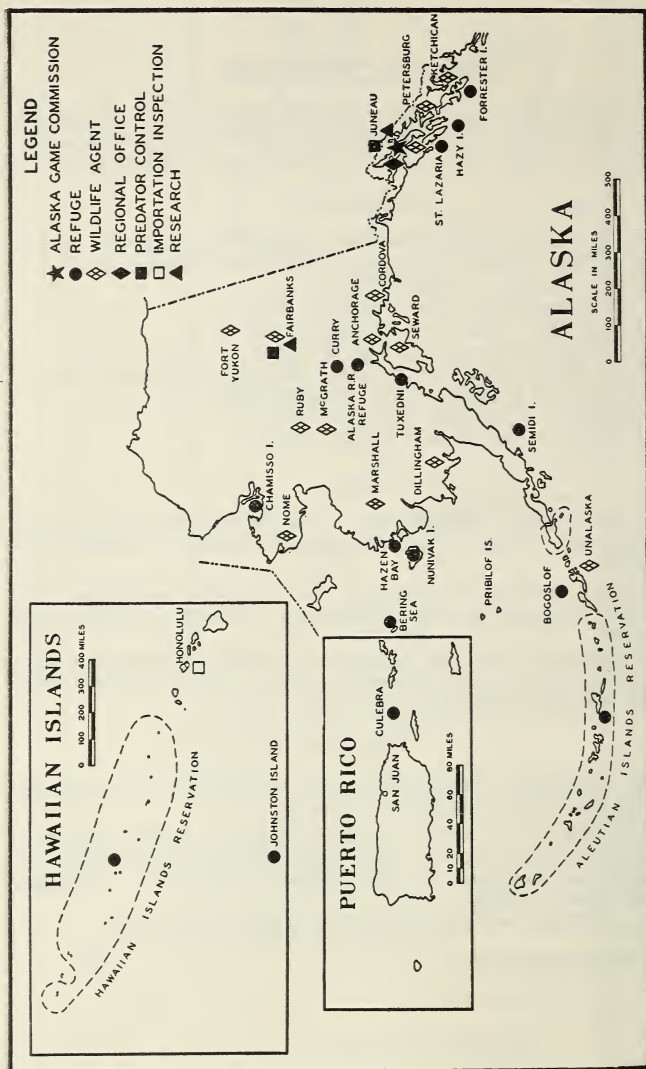 HAWAIIAN ISLANDS
0 100 200 300 400 MILES
HONOLULU
HAWAIIAN ISLANDS RESERVATION
JOHNSTON ISLAND
PUERTO RICO
CULEBRA
SAN JUAN
0 10 20 40 60 80 MILES
LEGEND
ALASKA GAME COMMISSION
REFUGE
WILDLIFE AGENT
REGIONAL OFFICE
PREDATOR CONTROL
IMPORTATION INSPECTION
RESEARCH
FORT
YUKON
FAIRBANKS
CHAMISSO I.
NOME
RUBY
McGRATH
CURRY
ALASKA R.R.
REFUGE
ANCHORAGE
CORDOVA
SEWARD
TUXEDNI
MARSHALL
DILLINGHAM
HAZEN
BAY
NUNIVAK I.
BERING
SEA
PRIBILOF IS.
JUNEAU
PETERSBURG
KETCHICAN
ST. LAZARIA
HAZY I.
FORRESTER I.
SEMIDI I.
BOGOSLOF
UNALASKA
ALEUTIAN ISLANDS RESERVATION
ALASKA
SCALE IN MILES
0 100 200 300 400 500